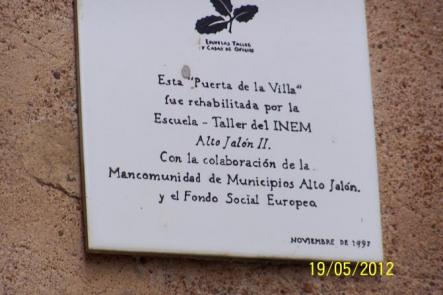 ESCUELAS TALLER
Y CASAS DE OFICIOS
Esta "Puerta de la Villa"
fue rehabilitada por la
Escuela - Taller del INEM
Alto Jalón II.
Con la colaboración de la
Mancomunidad de Municipios Alto Jalón.
y el Fondo Social Europeo.
NOVIEMBRE DE 1997
19/05/2012